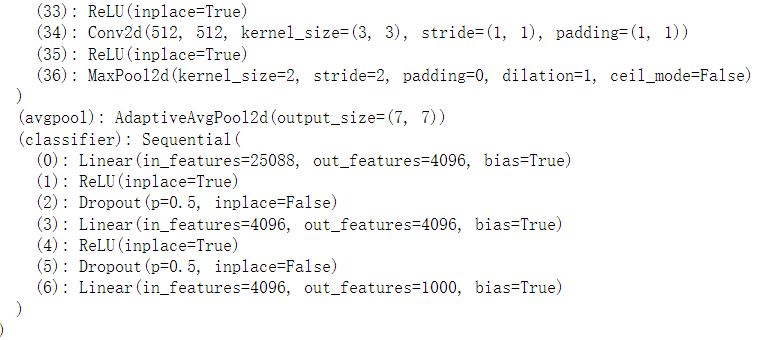 (33): ReLU(inplace=True)
(34): Conv2d(512, 512, kernel_size=(3, 3), stride=(1, 1), padding=(1, 1))
(35): ReLU(inplace=True)
(36): MaxPool2d(kernel_size=2, stride=2, padding=0, dilation=1, ceil_mode=False)
)
(avgpool): AdaptiveAvgPool2d(output_size=(7, 7))
(classifier): Sequential(
(0): Linear(in_features=25088, out_features=4096, bias=True)
(1): ReLU(inplace=True)
(2): Dropout(p=0.5, inplace=False)
(3): Linear(in_features=4096, out_features=4096, bias=True)
(4): ReLU(inplace=True)
(5): Dropout(p=0.5, inplace=False)
(6): Linear(in_features=4096, out_features=1000, bias=True)
)
)